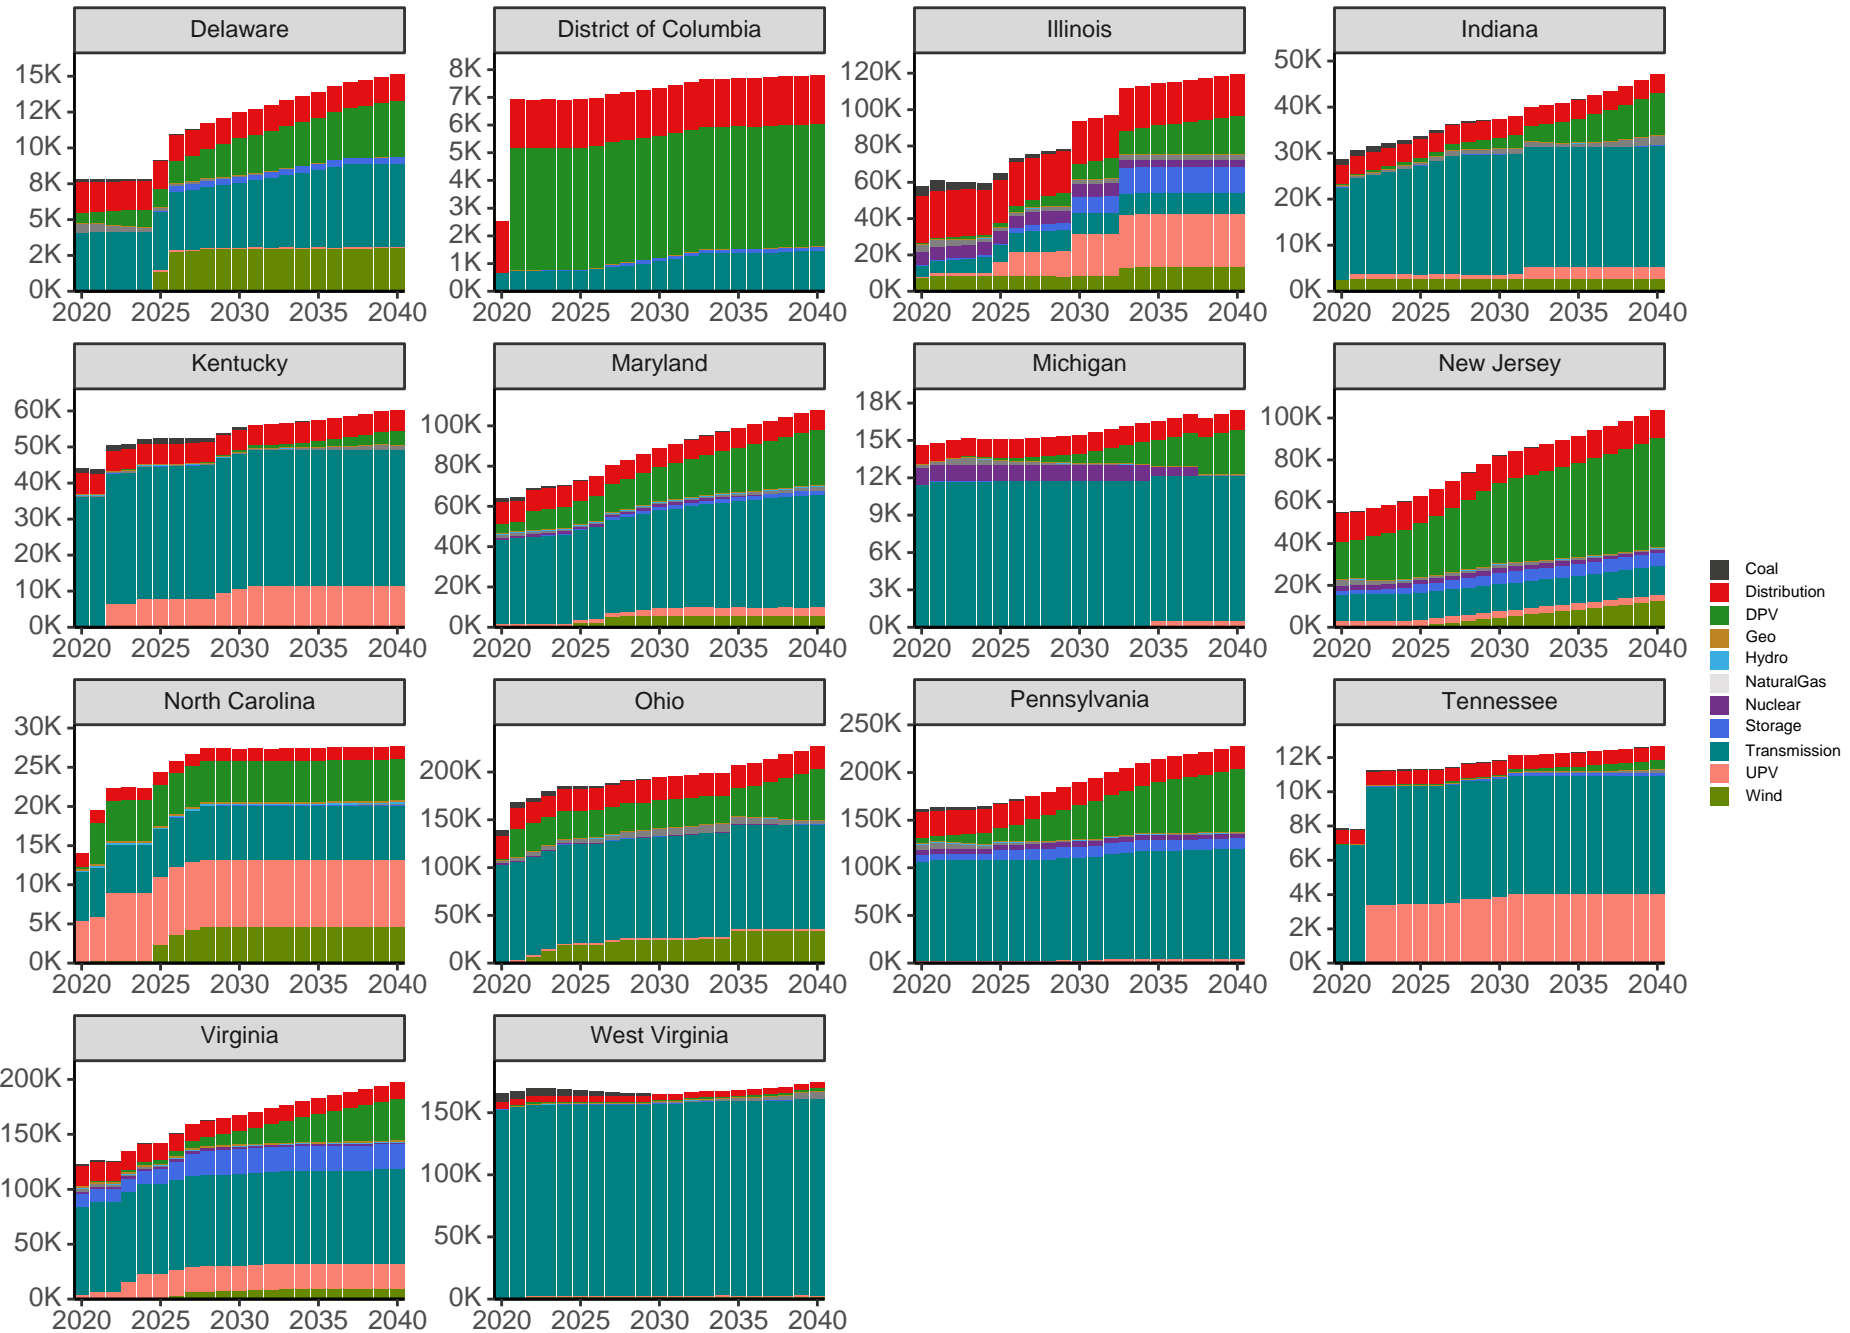 Delaware
15K
12K
10K
8K
5K
2K
0K
2020 2025 2030 2035 2040
District of Columbia
8K
7K
6K
5K
4K
3K
2K
1K
0K
2020 2025 2030 2035 2040
Illinois
120K
100K
80K
60K
40K
20K
0K
2020 2025 2030 2035 2040
Indiana
50K
40K
30K
20K
10K
0K
2020 2025 2030 2035 2040
Kentucky
60K
50K
40K
30K
20K
10K
0K
2020 2025 2030 2035 2040
Maryland
100K
80K
60K
40K
20K
0K
2020 2025 2030 2035 2040
Michigan
18K
15K
12K
9K
6K
3K
0K
2020 2025 2030 2035 2040
New Jersey
100K
80K
60K
40K
20K
0K
2020 2025 2030 2035 2040
North Carolina
30K
25K
20K
15K
10K
5K
0K
2020 2025 2030 2035 2040
Ohio
200K
150K
100K
50K
0K
2020 2025 2030 2035 2040
Pennsylvania
250K
200K
150K
100K
50K
0K
2020 2025 2030 2035 2040
Tennessee
12K
10K
8K
6K
4K
2K
0K
2020 2025 2030 2035 2040
Virginia
200K
150K
100K
50K
0K
2020 2025 2030 2035 2040
West Virginia
150K
100K
50K
0K
2020 2025 2030 2035 2040
Coal
Distribution
DPV
Geo
Hydro
NaturalGas
Nuclear
Storage
Transmission
UPV
Wind